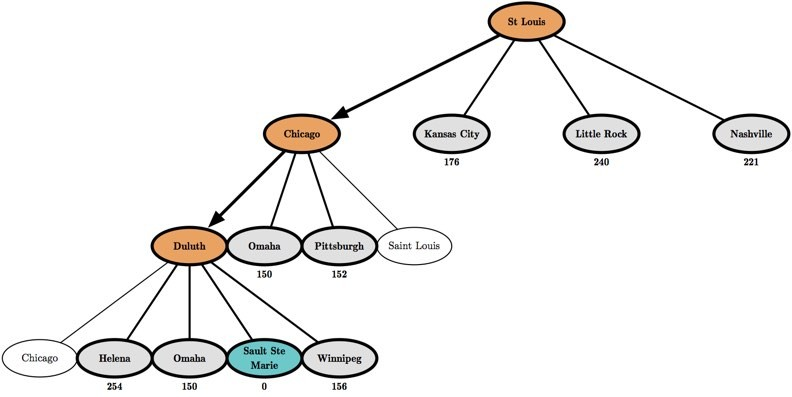 St Louis
Chicago
Kansas City
Little Rock
Nashville
176
240
221
Duluth
Omaha
Pittsburgh
Saint Louis
150
152
Chicago
Helena
Omaha
Sault Ste
Marie
Winnipeg
254
150
0
156